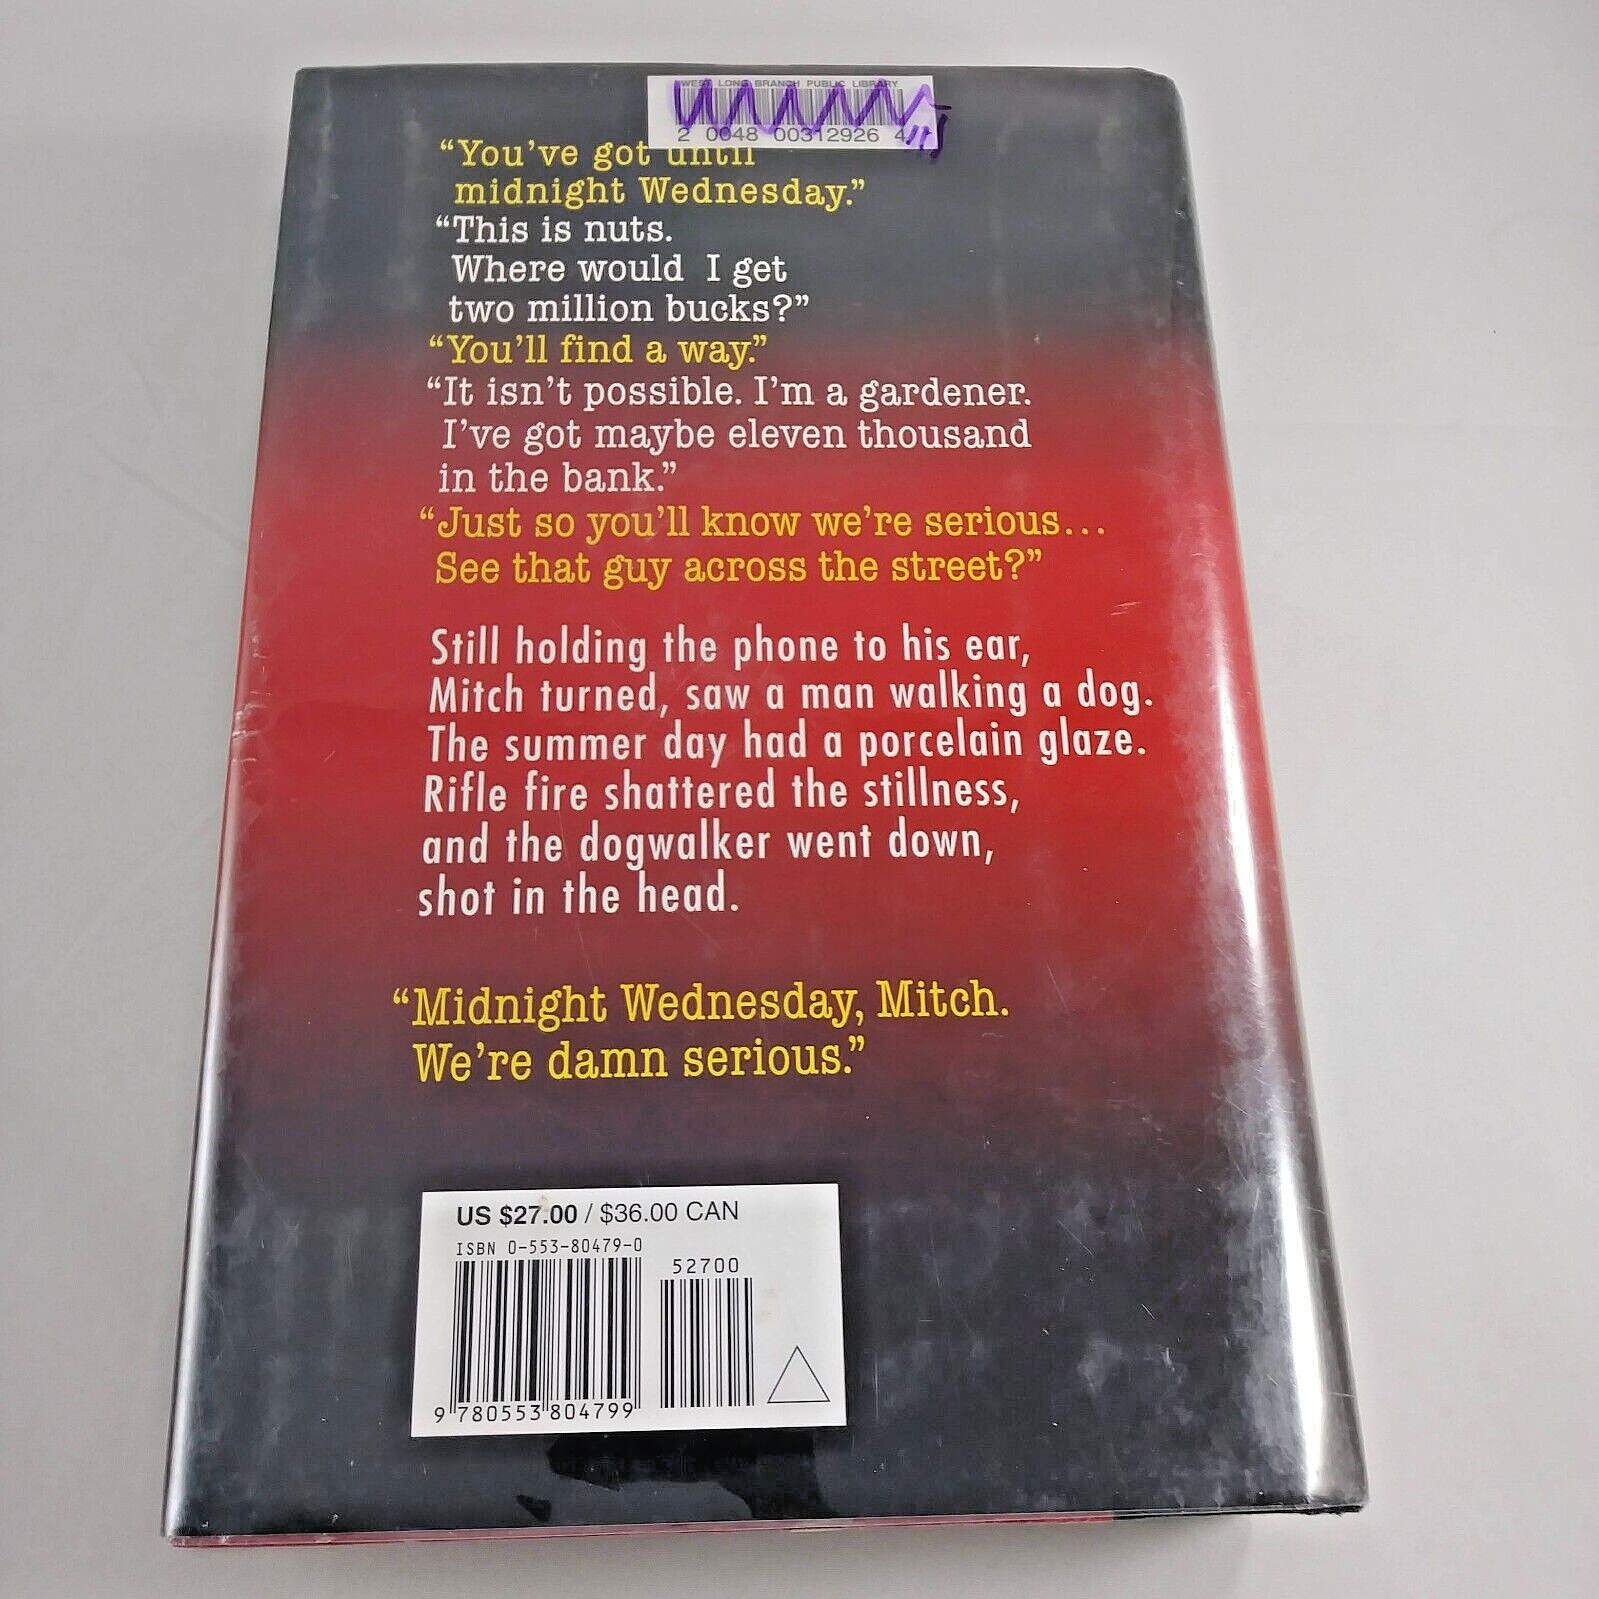 WEST LONG BRANCH PUBLIC LIBRARY
2 0048 00312926 4
“You’ve got until
midnight Wednesday.”
“This is nuts.
Where would I get
two million bucks?”
“You’ll find a way.”
“It isn’t possible. I’m a gardener.
I’ve got maybe eleven thousand
in the bank.”
“Just so you’ll know we’re serious...
See that guy across the street?”
Still holding the phone to his ear,
Mitch turned, saw a man walking a dog.
The summer day had a porcelain glaze.
Rifle fire shattered the stillness,
and the dogwalker went down,
shot in the head.
“Midnight Wednesday, Mitch.
We’re damn serious.”
US $27.00 / $36.00 CAN
ISBN 0-553-80479-0
52700
9 780553 804799